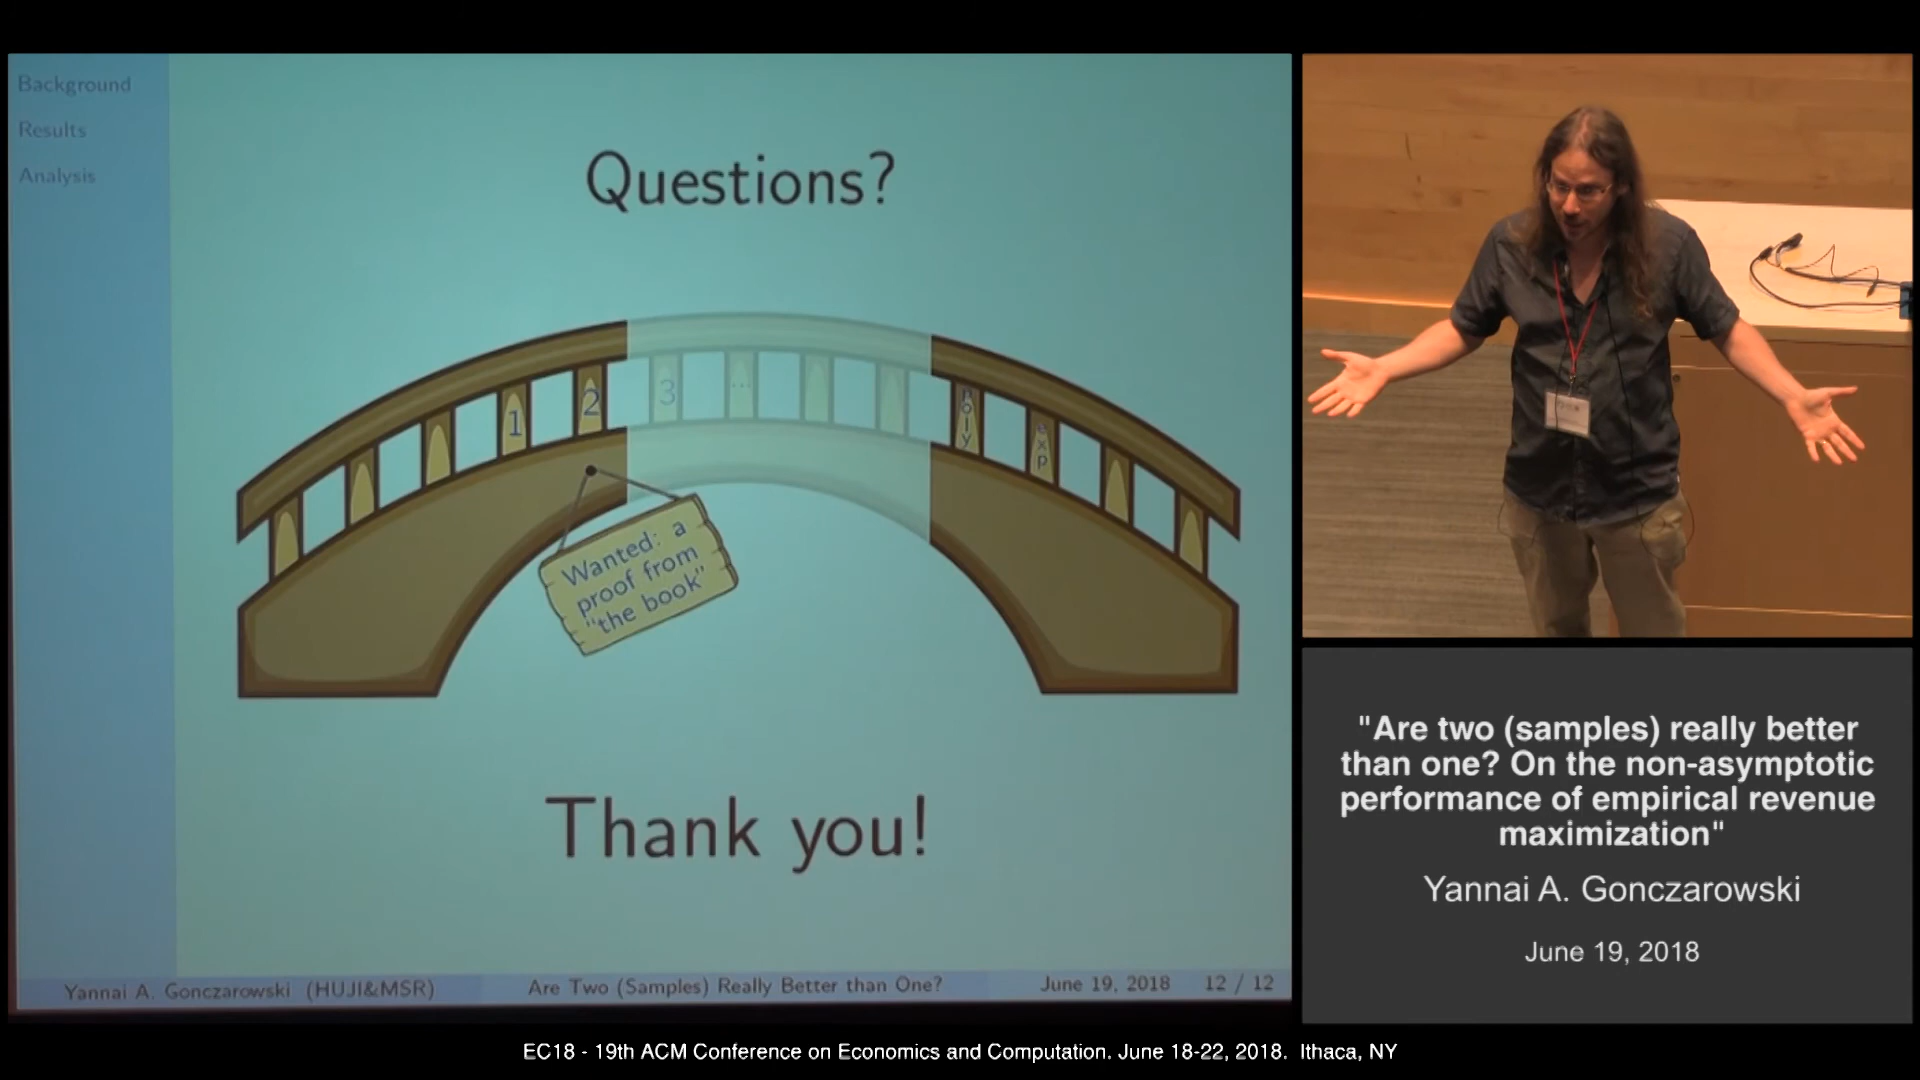 Background
Results
Analysis
Questions?
1
2
3
...
poly
exp
Wanted: a
proof from
"the book"
Thank you!
Yannai A. Gonczarowski (HUJI&MSR)
Are Two (Samples) Really Better than One?
June 19, 2018
12 / 12
"Are two (samples) really better
than one? On the non-asymptotic
performance of empirical revenue
maximization"
Yannai A. Gonczarowski
June 19, 2018
EC18 - 19th ACM Conference on Economics and Computation. June 18-22, 2018. Ithaca, NY